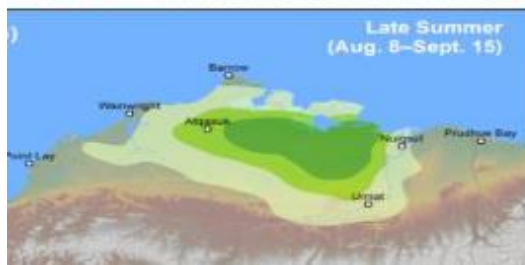 )
Late Summer
(Aug. 8–Sept. 15)
Barrow
Wainwright
Atqasuk
Nuiqsut
Prudhoe Bay
Point Lay
Umiat